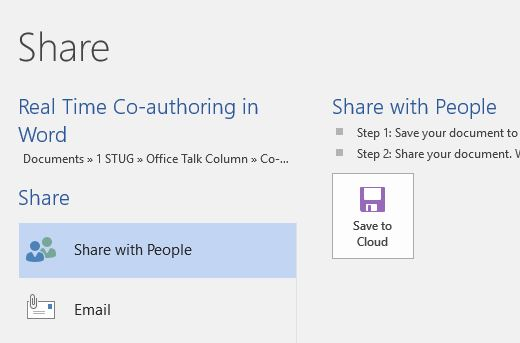 Share
Real Time Co-authoring in
Word
Documents » 1 STUG » Office Talk Column » Co-...
Share
Share with People
Email
Share with People
Step 1: Save your document to
Step 2: Share your document.
Save to
Cloud